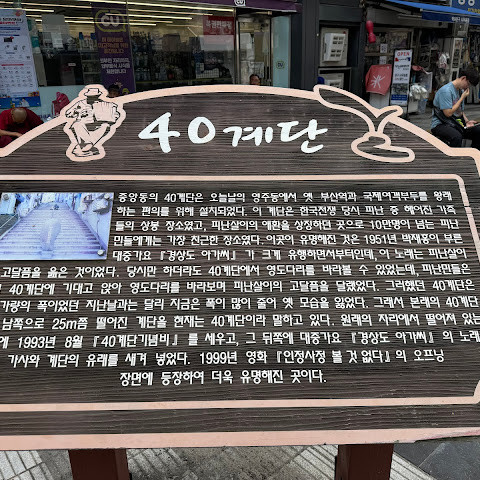 CU
OPEN
40계단
중앙동의 40계단은 오늘날의 영주동에서 옛 부산역과 국제여객부두를 왕래
하는 편의를 위해 설치되었다. 이 계단은 한국전쟁 당시 피난 중 헤어진 가족
들의 상봉 장소였고, 피난살이의 애환을 상징하던 곳으로 10만명이 넘는 피난
민들에게는 가장 친근한 장소였다. 이곳이 유명해진 것은 1951년 박재홍이 부른
대중가요 『경상도 아가씨』가 크게 유행하면서부터인데, 이 노래는 피난살이
고달픔을 읊은 것이었다. 당시만 하더라도 40계단에서 영도다리를 바라볼 수 있었는데, 피난민들은
40계단에 기대고 앉아 영도다리를 바라보며 피난살이의 고달픔을 달랬었다. 그러했던 40계단은
가량의 폭이었던 지난날과는 달리 지금은 폭이 많이 줄어 옛 모습을 잃었다. 그래서 본래의 40계단
남쪽으로 25m쯤 떨어진 계단을 현재는 40계단이라 말하고 있다. 원래의 자리에서 떨어져 있는
에 1993년 8월 『40계단기념비』를 세우고, 그 뒤쪽에 대중가요 『경상도 아가씨』의 노래
가사와 계단의 유래를 새겨 넣었다. 1999년 영화 『인정사정 볼 것 없다』의 오프닝
장면에 등장하여 더욱 유명해진 곳이다.